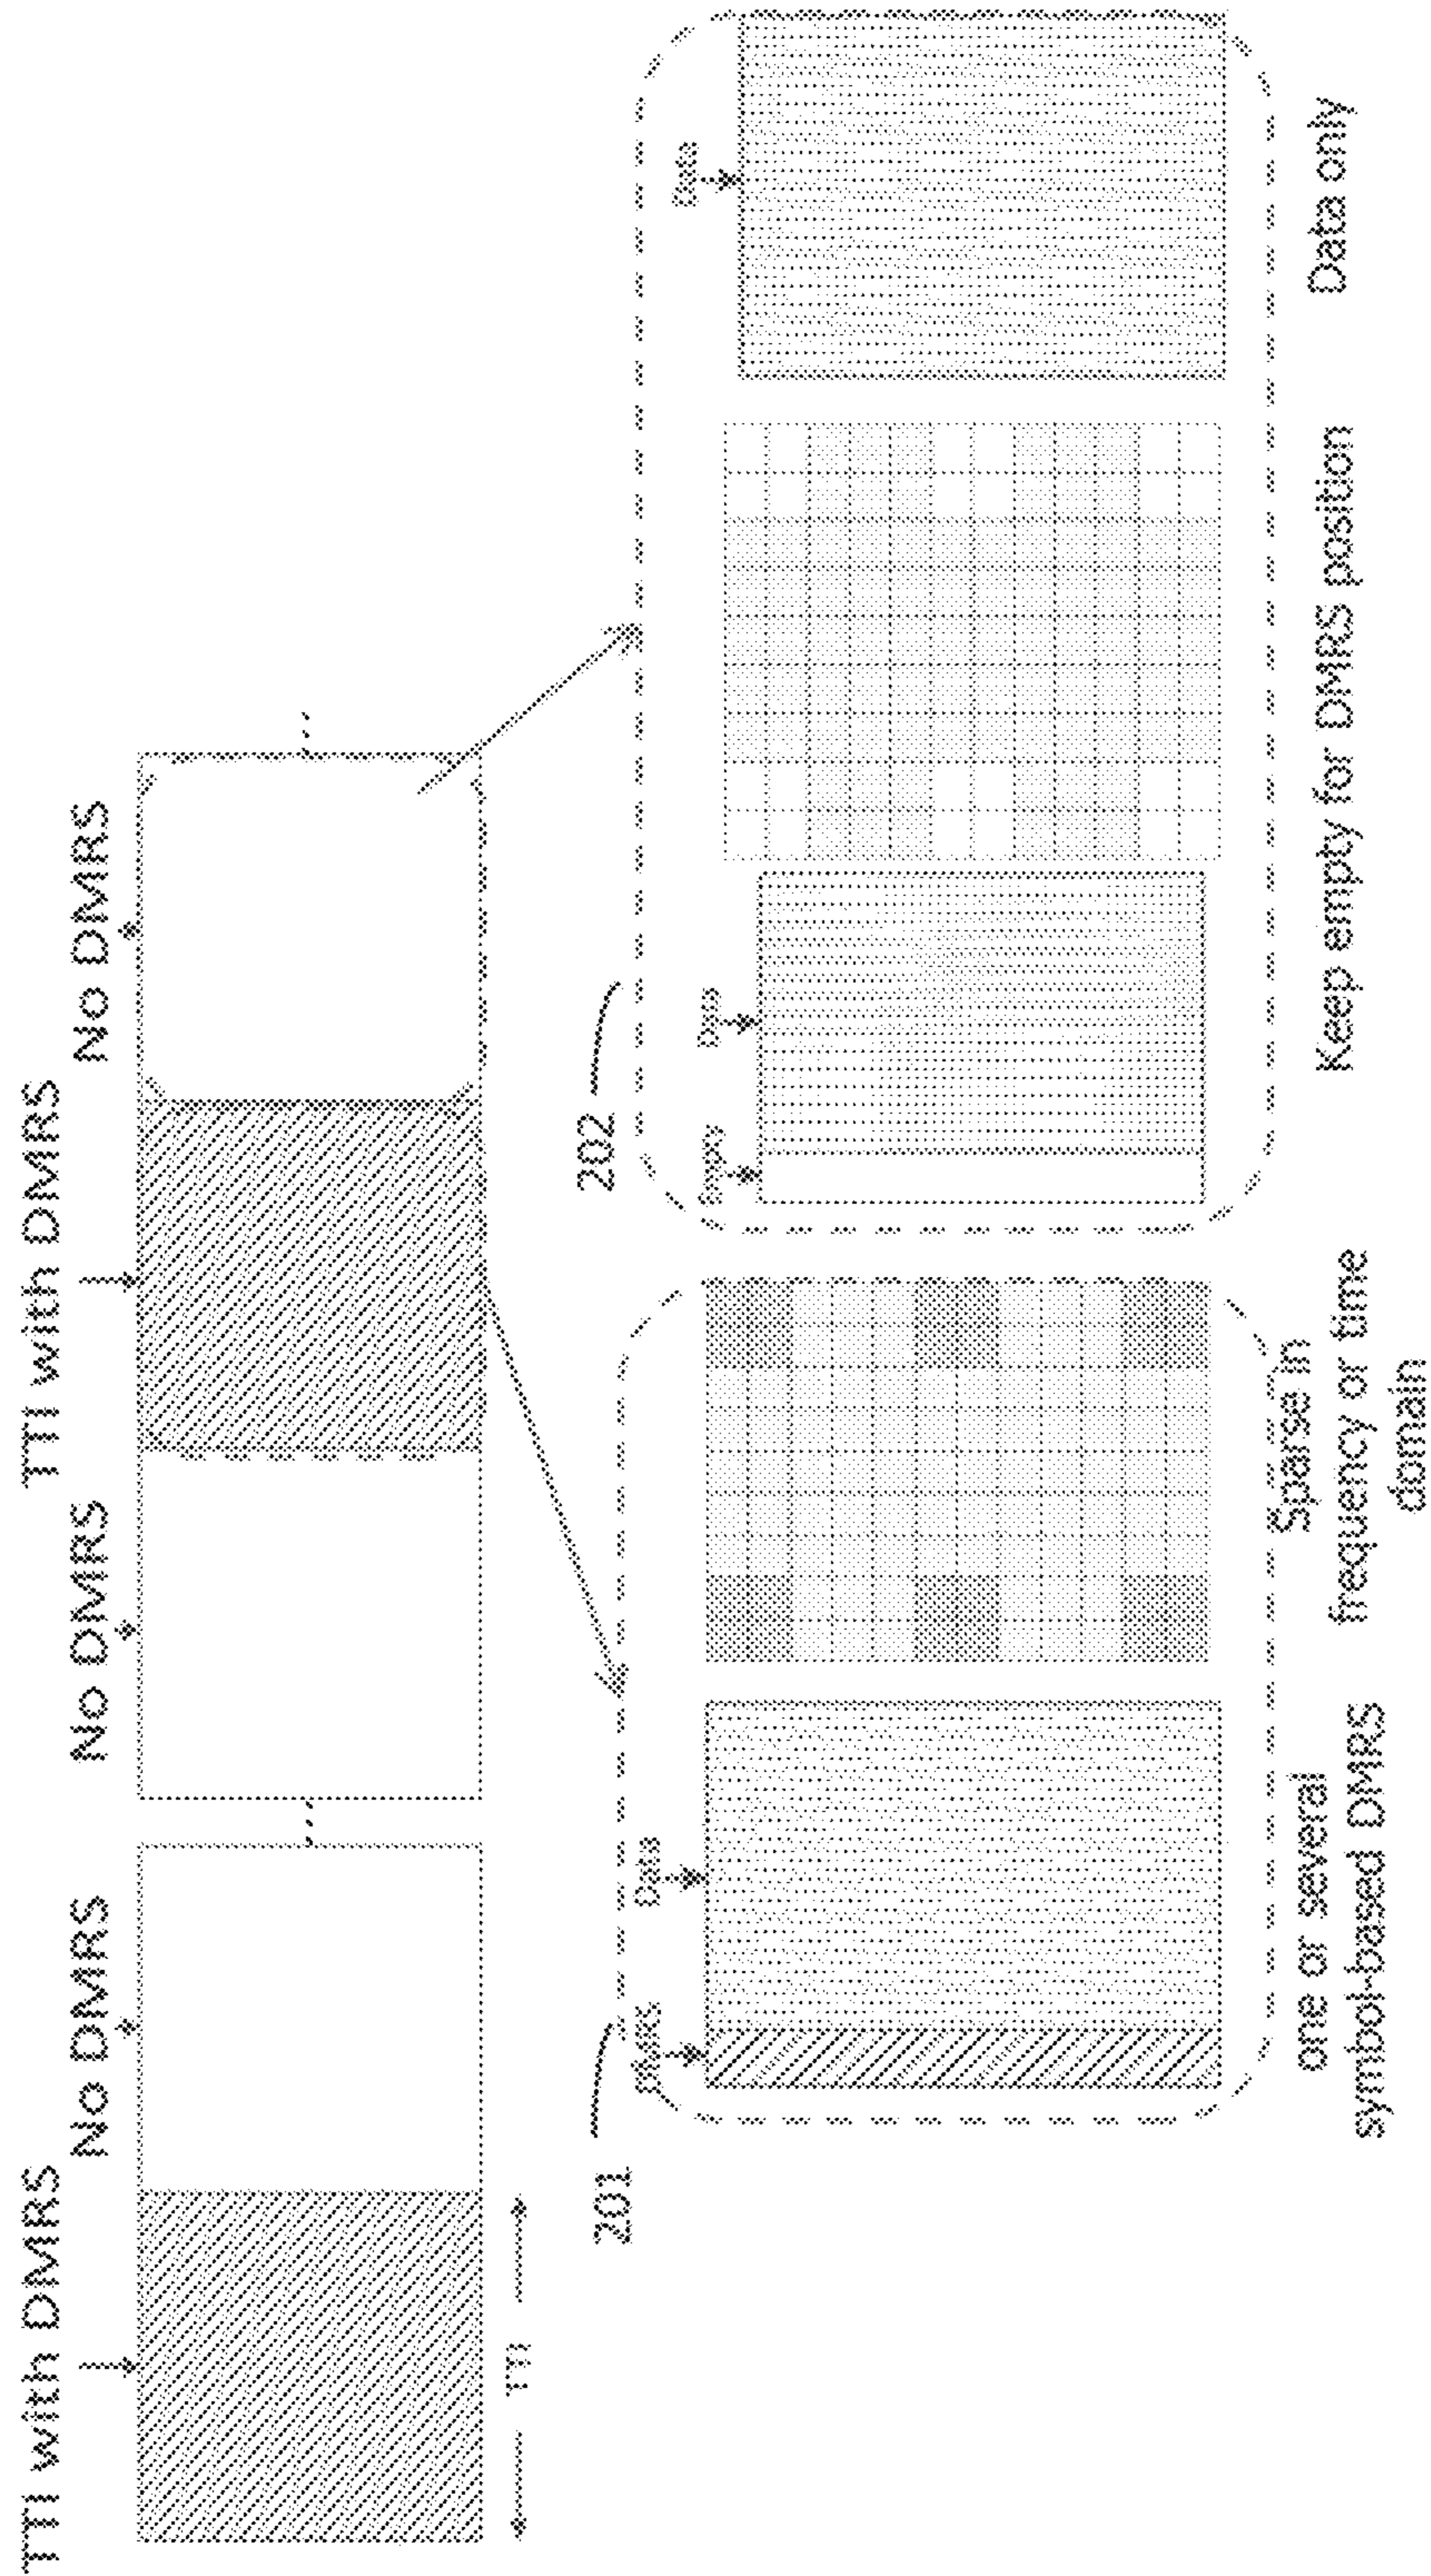 TTI with DMRS
No DMRS
No DMRS
TTI with DMRS
No DMRS
TTI
201
DMRS
Data
202
Empty
Data
Data
one or several
symbol-based DMRS
Sparse in
frequency or time
domain
Keep empty for DMRS position
Data only